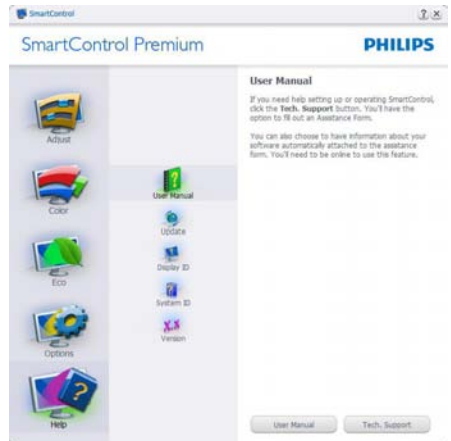 SmartControl
SmartControl Premium
PHILIPS
Adjust
Color
Eco
Options
Help
User Manual
Update
Display ID
System ID
Version
User Manual
If you need help setting up or operating SmartControl,
click the Tech. Support button. You'll have the
option to fill out an Assistance Form.
You can also choose to have information about your
software automatically attached to the assistance
form. You'll need to be online to use this feature.
User Manual
Tech. Support